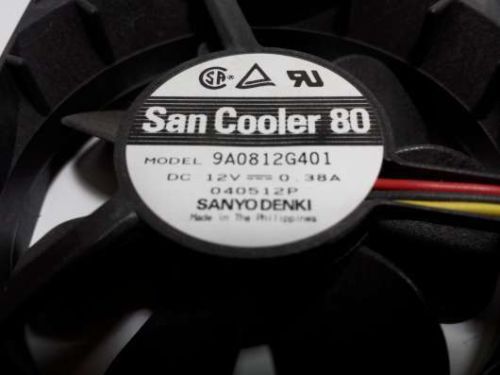 San Cooler 80
MODEL 9A0812G401
DC 12V 0.38A
040512P
SANYO DENKI
Made in The Philippines